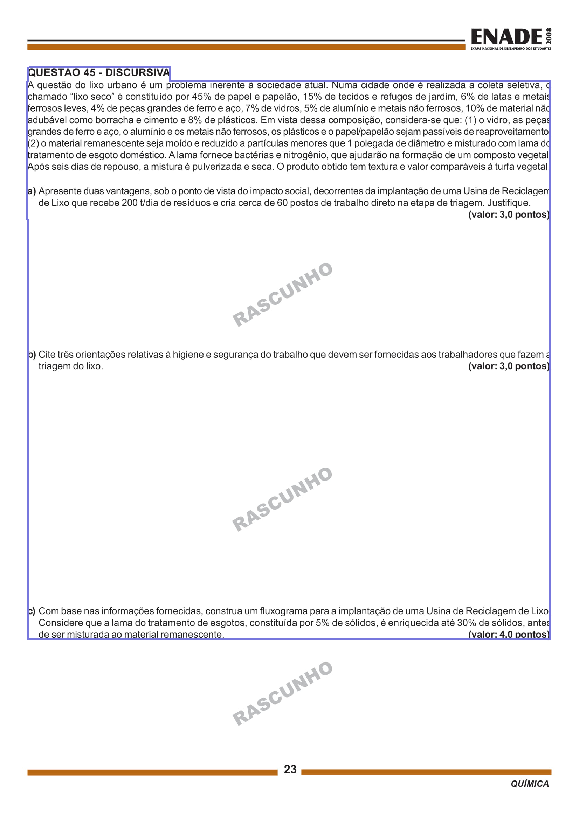 ENADE 2008
EXAME NACIONAL DE DESEMPENHO DOS ESTUDANTES
QUESTÃO 45 - DISCURSIVA
A questão do lixo urbano é um problema inerente à sociedade atual. Numa cidade onde é realizada a coleta seletiva, o
chamado “lixo seco” é constituído por 45% de papel e papelão, 15% de tecidos e refugos de jardim, 6% de latas e metais
ferrosos leves, 4% de peças grandes de ferro e aço, 7% de vidros, 5% de alumínio e metais não ferrosos, 10% de material não
adubável como borracha e cimento e 8% de plásticos. Em vista dessa composição, considera-se que: (1) o vidro, as peças
grandes de ferro e aço, o alumínio e os metais não ferrosos, os plásticos e o papel/papelão sejam passíveis de reaproveitamento
(2) o material remanescente seja moído e reduzido a partículas menores que 1 polegada de diâmetro e misturado com lama do
tratamento de esgoto doméstico. A lama fornece bactérias e nitrogênio, que ajudarão na formação de um composto vegetal
Após seis dias de repouso, a mistura é pulverizada e seca. O produto obtido tem textura e valor comparáveis à turfa vegetal
a) Apresente duas vantagens, sob o ponto de vista do impacto social, decorrentes da implantação de uma Usina de Reciclagem
de Lixo que recebe 200 t/dia de resíduos e cria cerca de 60 postos de trabalho direto na etapa de triagem. Justifique.
(valor: 3,0 pontos)
RASCUNHO
b) Cite três orientações relativas à higiene e segurança do trabalho que devem ser fornecidas aos trabalhadores que fazem a
triagem do lixo. (valor: 3,0 pontos)
RASCUNHO
c) Com base nas informações fornecidas, construa um fluxograma para a implantação de uma Usina de Reciclagem de Lixo
Considere que a lama do tratamento de esgotos, constituída por 5% de sólidos, é enriquecida até 30% de sólidos, antes
de ser misturada ao material remanescente. (valor: 4,0 pontos)
RASCUNHO
23
QUÍMICA